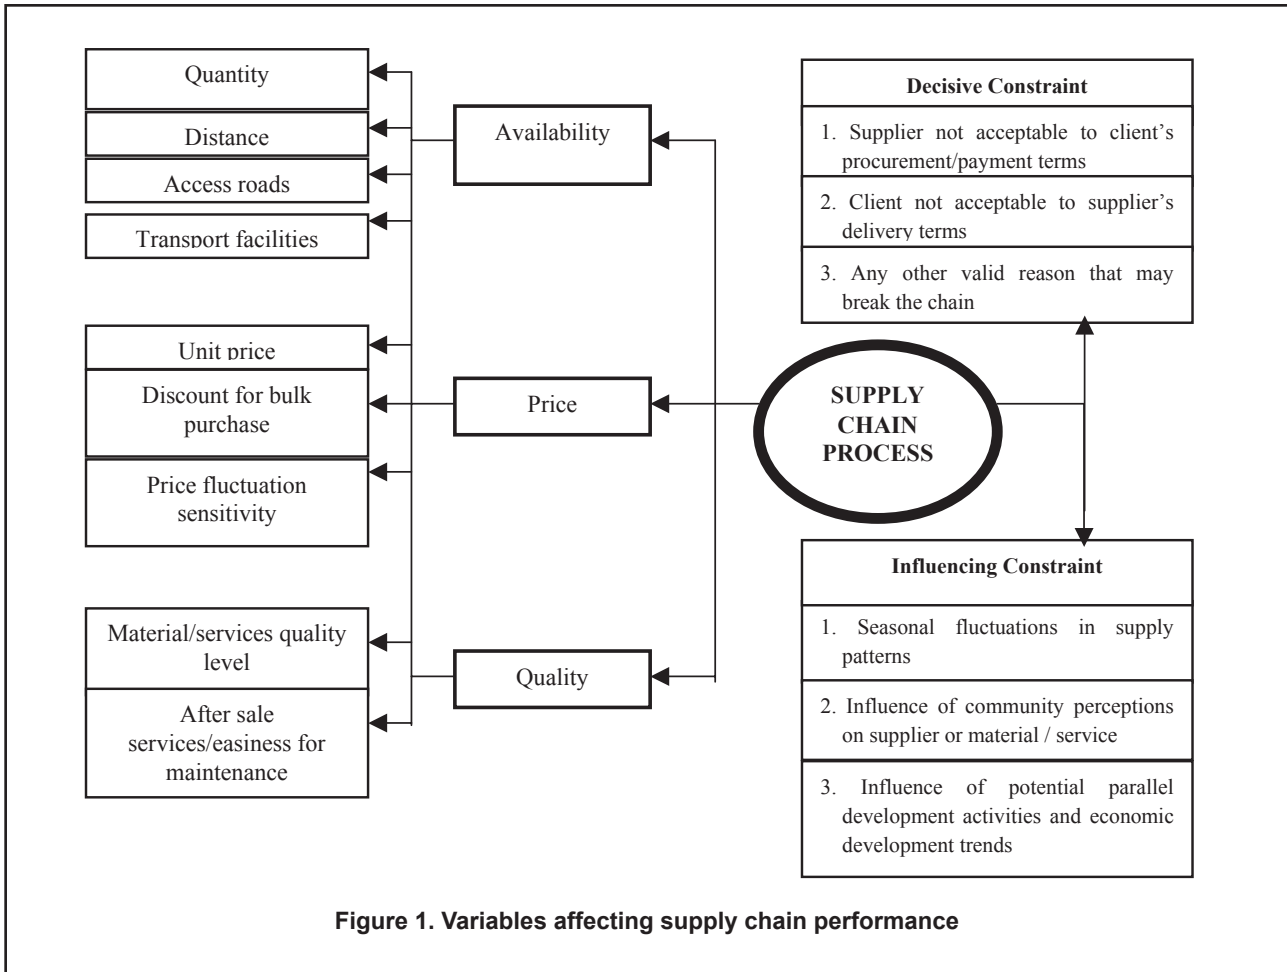 Quantity
Distance
Access roads
Transport facilities
Availability
Unit price
Discount for bulk
purchase
Price fluctuation
sensitivity
Price
Material/services quality
level
After sale
services/easiness for
maintenance
Quality
SUPPLY
CHAIN
PROCESS
Decisive Constraint
1. Supplier not acceptable to client's
procurement/payment terms
2. Client not acceptable to supplier's
delivery terms
3. Any other valid reason that may
break the chain
Influencing Constraint
1. Seasonal fluctuations in supply
patterns
2. Influence of community perceptions
on supplier or material / service
3. Influence of potential parallel
development activities and economic
development trends
Figure 1. Variables affecting supply chain performance